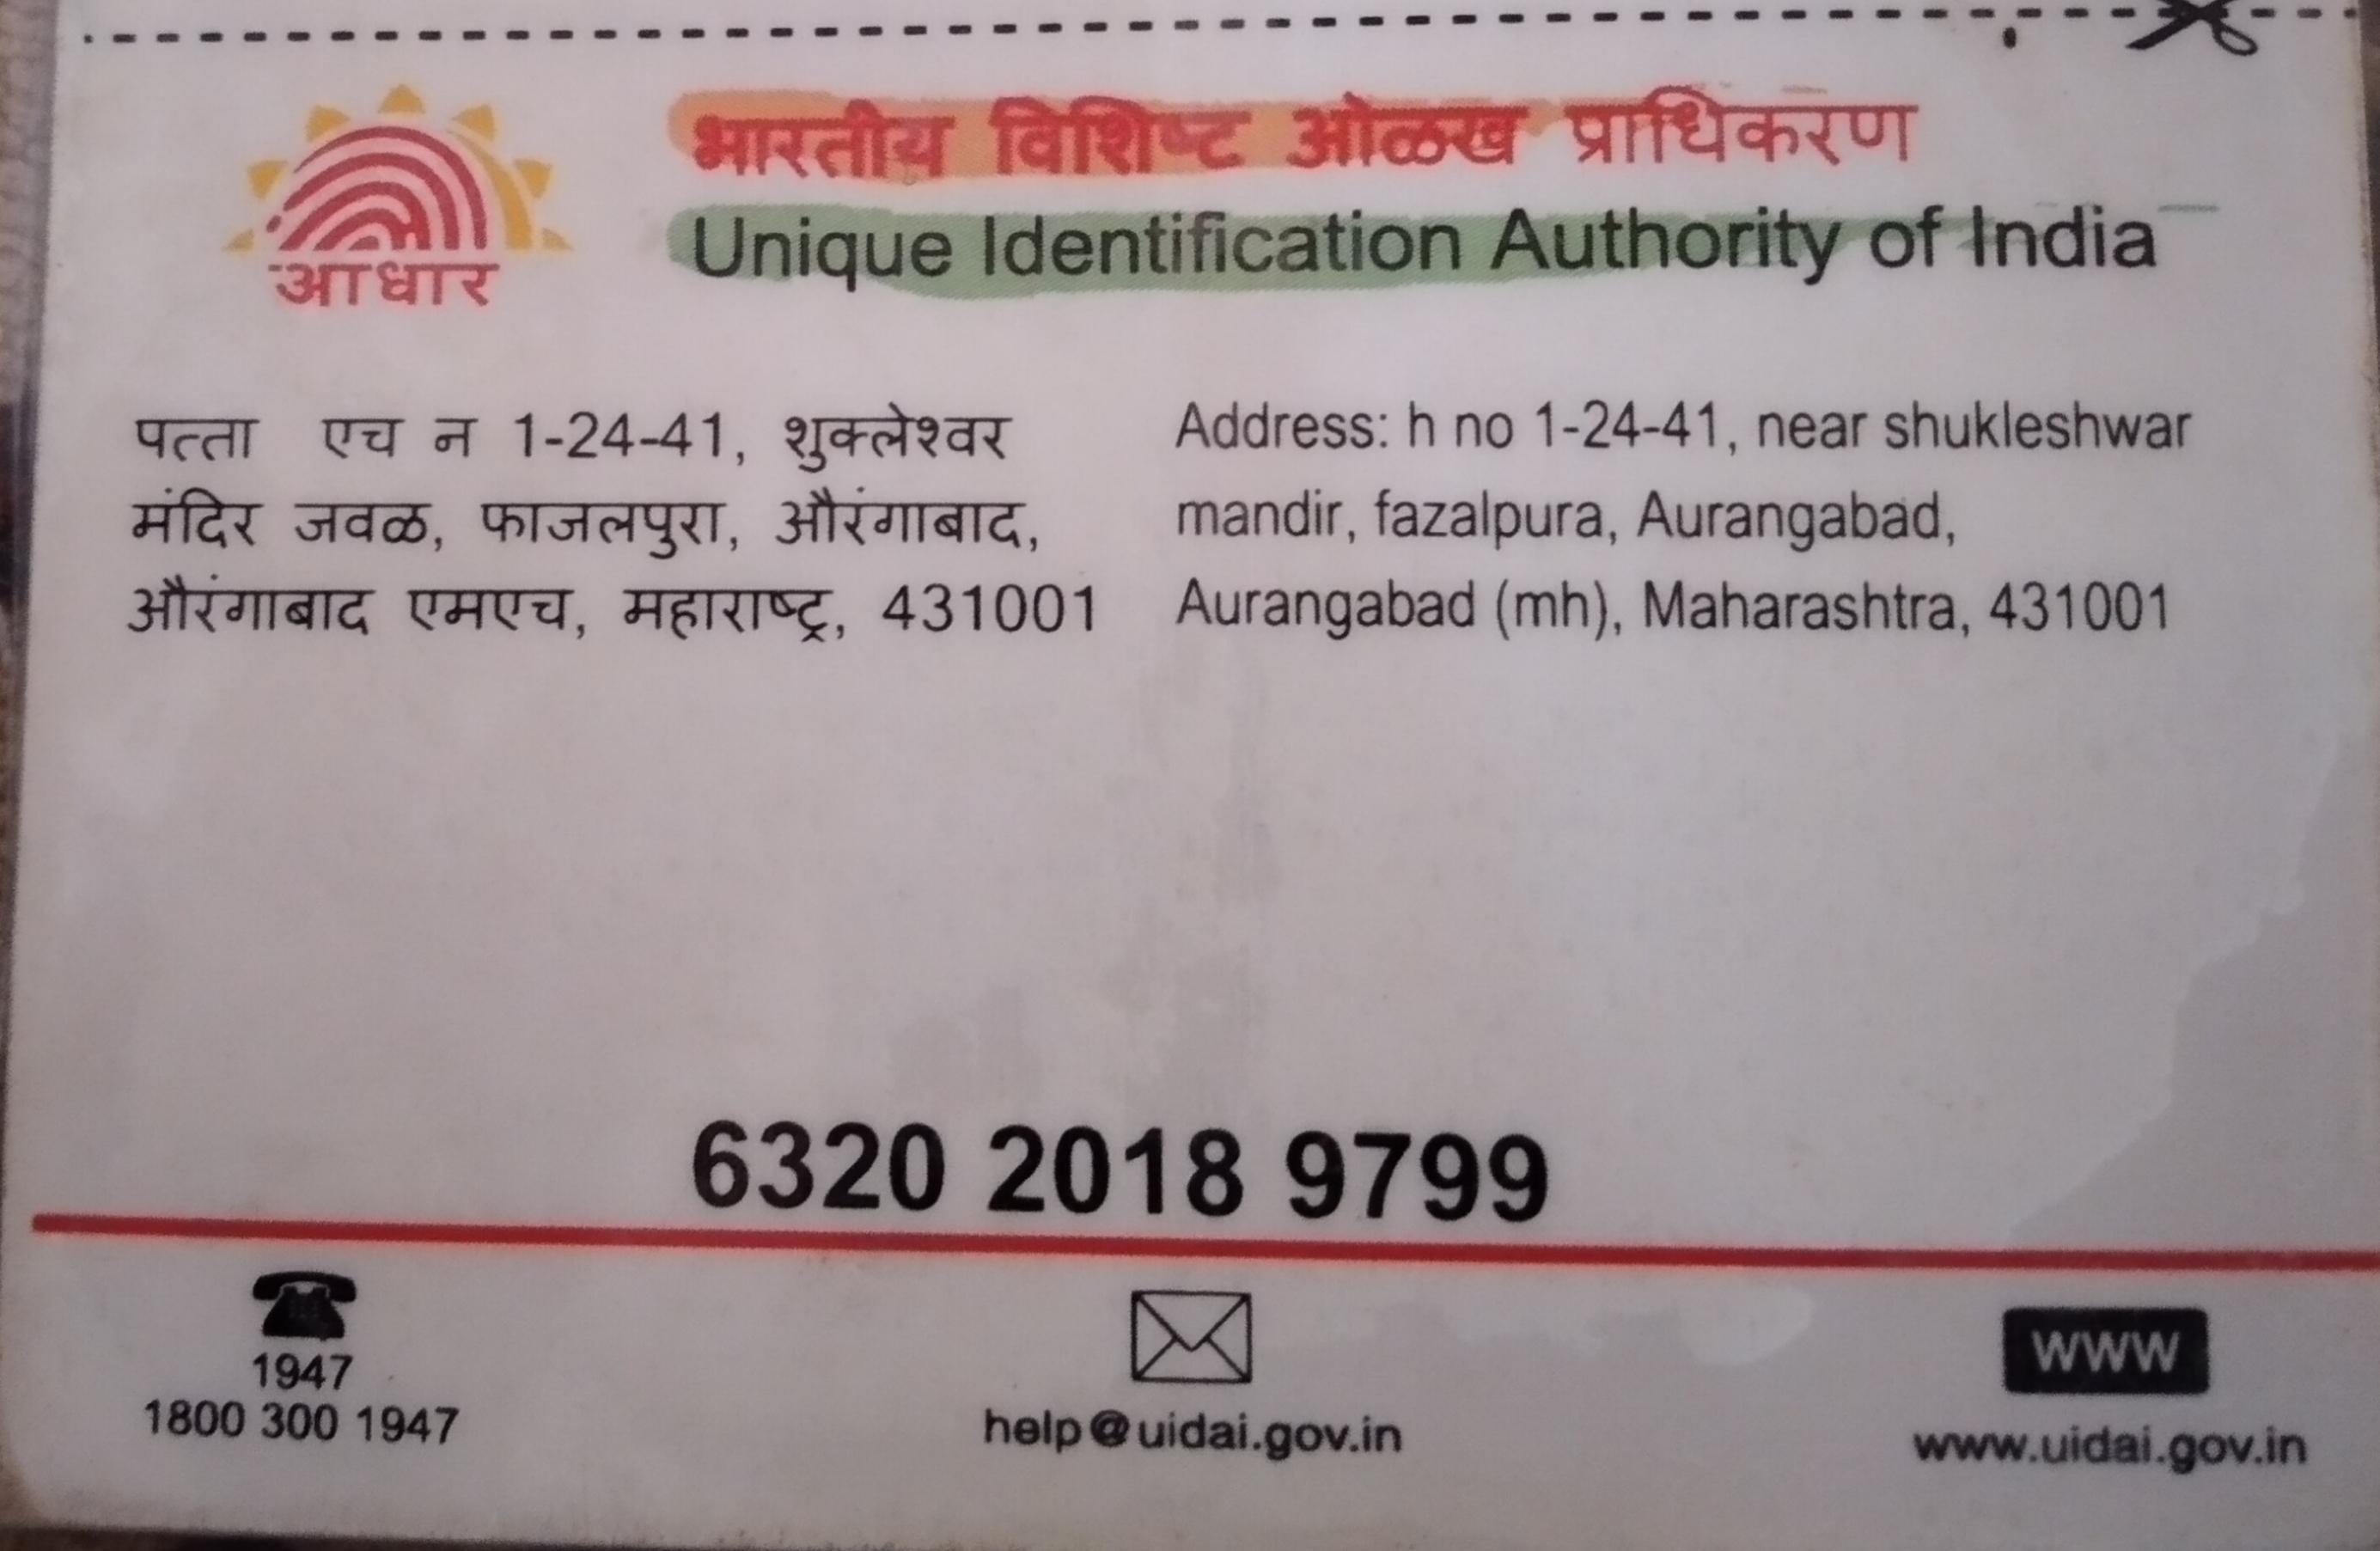 आधार
भारतीय विशिष्ट ओळख प्राधिकरण
Unique Identification Authority of India
पत्ता एच न 1-24-41, शुक्लेश्वर
मंदिर जवळ, फाजलपुरा, औरंगाबाद,
औरंगाबाद एमएच, महाराष्ट्र, 431001
Address: h no 1-24-41, near shukleshwar
mandir, fazalpura, Aurangabad,
Aurangabad (mh), Maharashtra, 431001
6320 2018 9799
1947
1800 300 1947
help@uidai.gov.in
WWW
www.uidai.gov.in